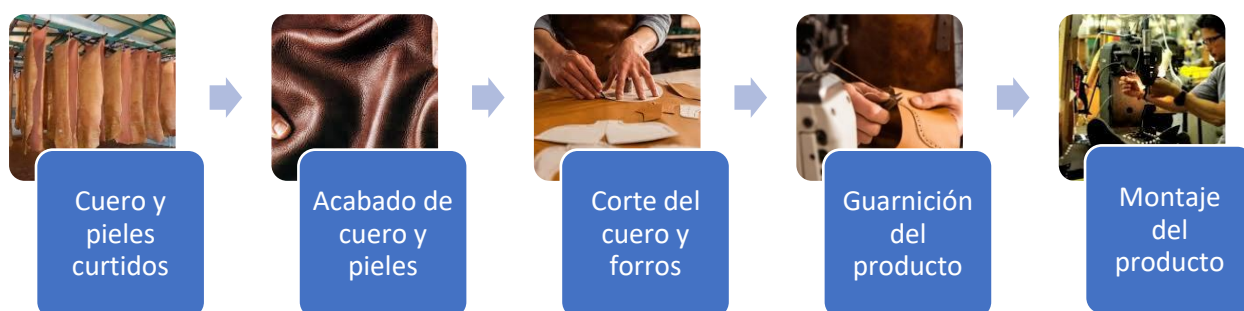 Cuero y
pieles
curtidos
Acabado de
cuero y
pieles
Corte del
cuero y
forros
Guarnición
del
producto
Montaje
del
producto